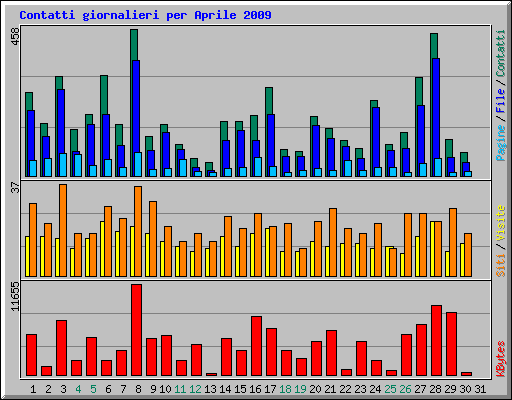 Contatti giornalieri per Aprile 2009
458
Pagine / File / Contatti
37
Siti / Visite
11655
KBytes
1 2 3 4 5 6 7 8 9 10 11 12 13 14 15 16 17 18 19 20 21 22 23 24 25 26 27 28 29 30 31